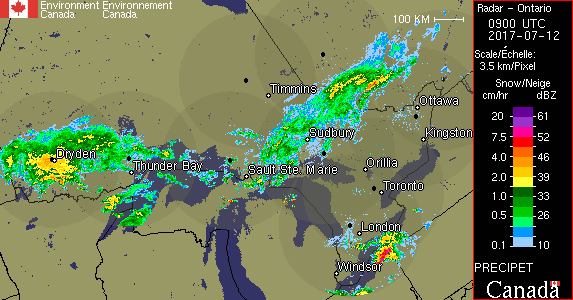 Environment Environnement
Canada Canada
100 KM
Timmins
Ottawa
Sudbury
Kingston
Dryden
Thunder Bay
Sault Ste. Marie
Orillia
Toronto
London
Windsor
Radar - Ontario
0900 UTC
2017-07-12
Scale/Échelle:
3.5 km/Pixel
Snow/Neige
cm/hr dBZ
20 61
10 57
7.5 52
4.0 46
2.0 39
1.0 33
0.5 26
0.1 10
PRECIPET
Canada